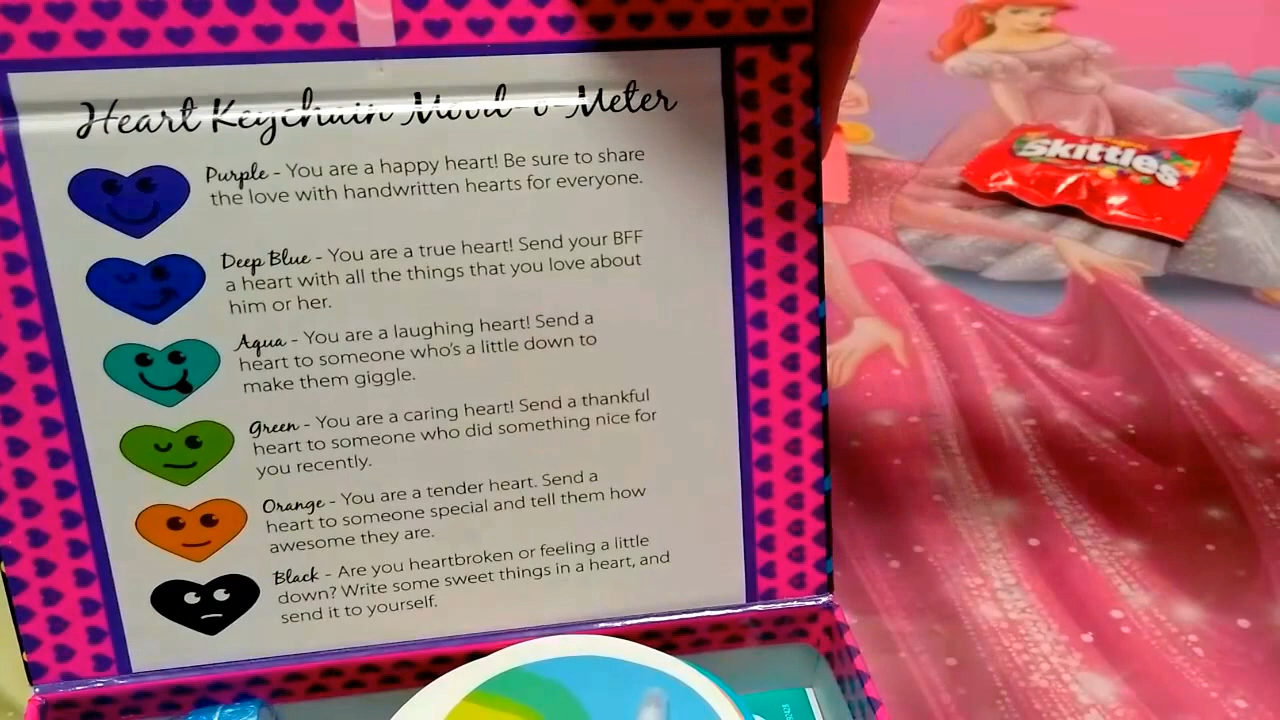 Heart Keychain Mood-o-Meter
Purple - You are a happy heart! Be sure to share
the love with handwritten hearts for everyone.
Deep Blue - You are a true heart! Send your BFF
a heart with all the things that you love about
him or her.
Aqua - You are a laughing heart! Send a
heart to someone who's a little down to
make them giggle.
Green - You are a caring heart! Send a thankful
heart to someone who did something nice for
you recently.
Orange - You are a tender heart. Send a
heart to someone special and tell them how
awesome they are.
Black - Are you heartbroken or feeling a little
down? Write some sweet things in a heart, and
send it to yourself.
Skittles